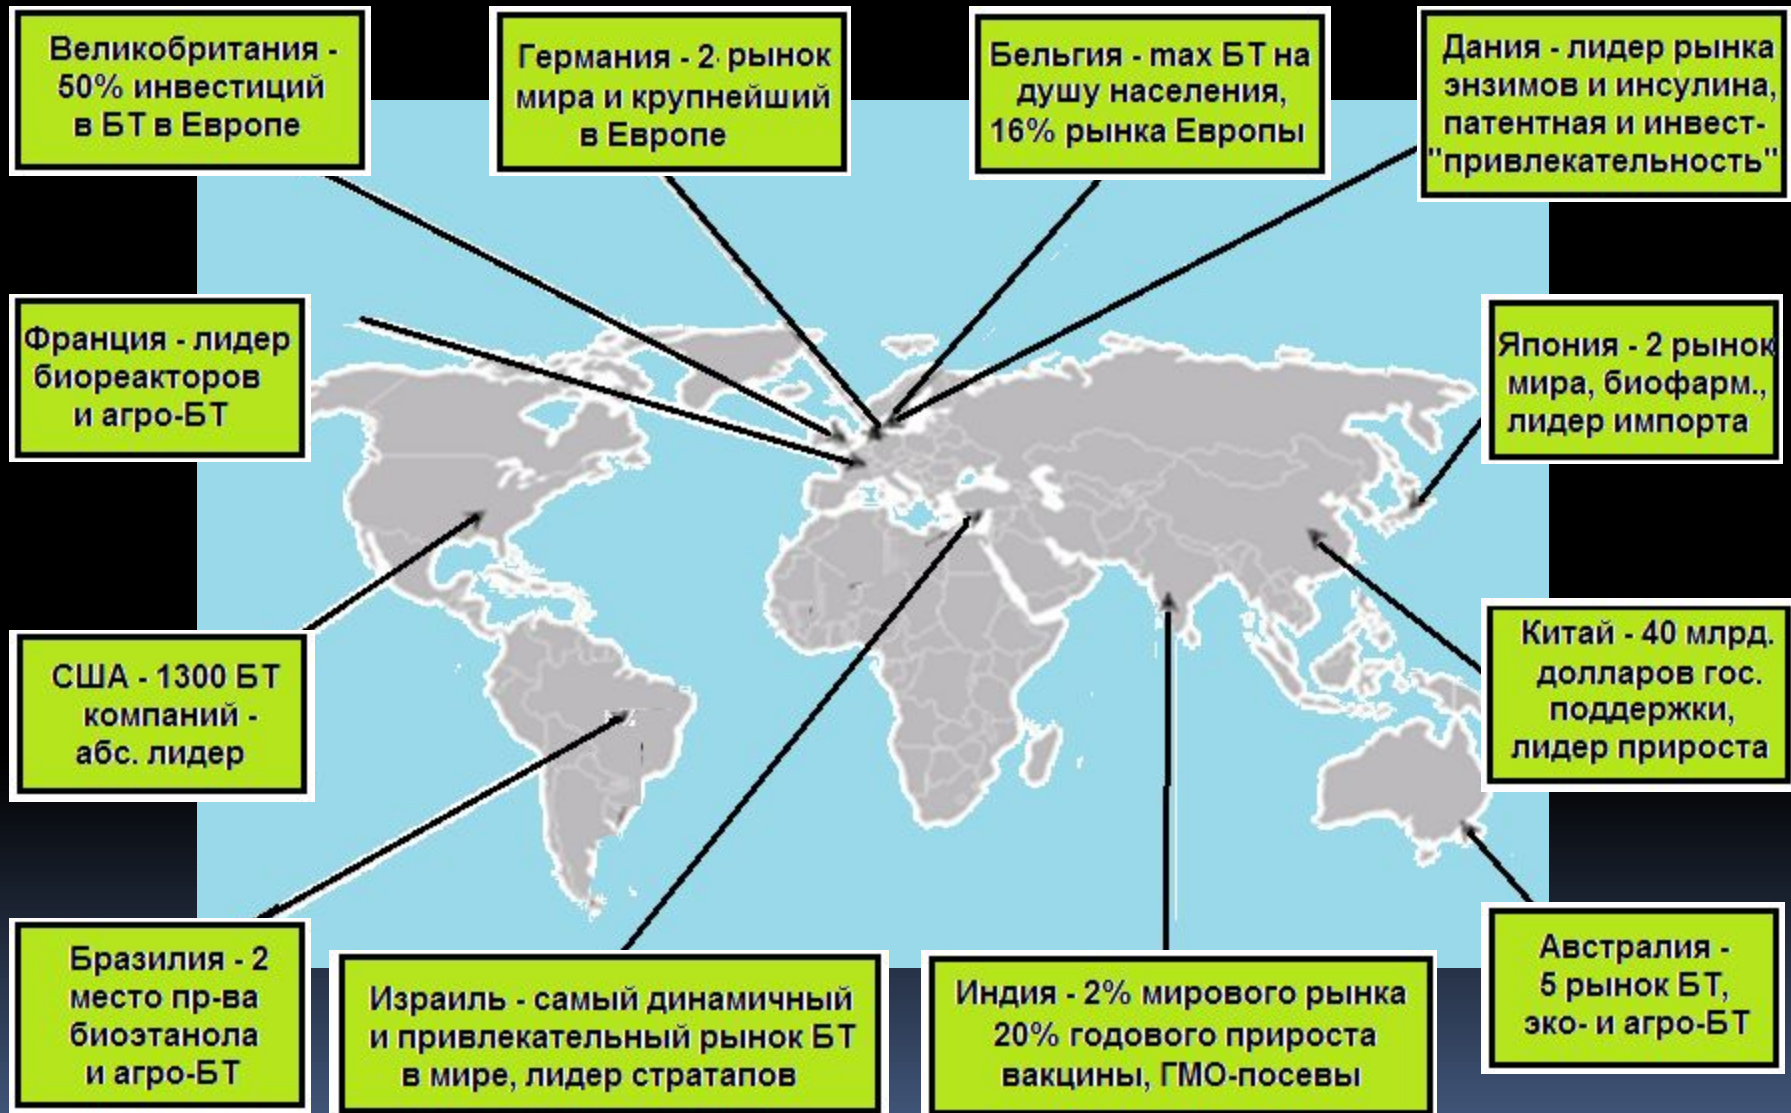 Великобритания -
50% инвестиций
в БТ в Европе
Германия - 2 рынок
мира и крупнейший
в Европе
Бельгия - max БТ на
душу населения,
16% рынка Европы
Дания - лидер рынка
энзимов и инсулина,
патентная и инвест-
"привлекательность"
Франция - лидер
биореакторов
и агро-БТ
Япония - 2 рынок
мира, биофарм.,
лидер импорта
США - 1300 БТ
компаний -
абс. лидер
Китай - 40 млрд.
долларов гос.
поддержки,
лидер прироста
Бразилия - 2
место пр-ва
биоэтанола
и агро-БТ
Израиль - самый динамичный
и привлекательный рынок БТ
в мире, лидер стратапов
Индия - 2% мирового рынка
20% годового прироста
вакцины, ГМО-посевы
Австралия -
5 рынок БТ,
эко- и агро-БТ